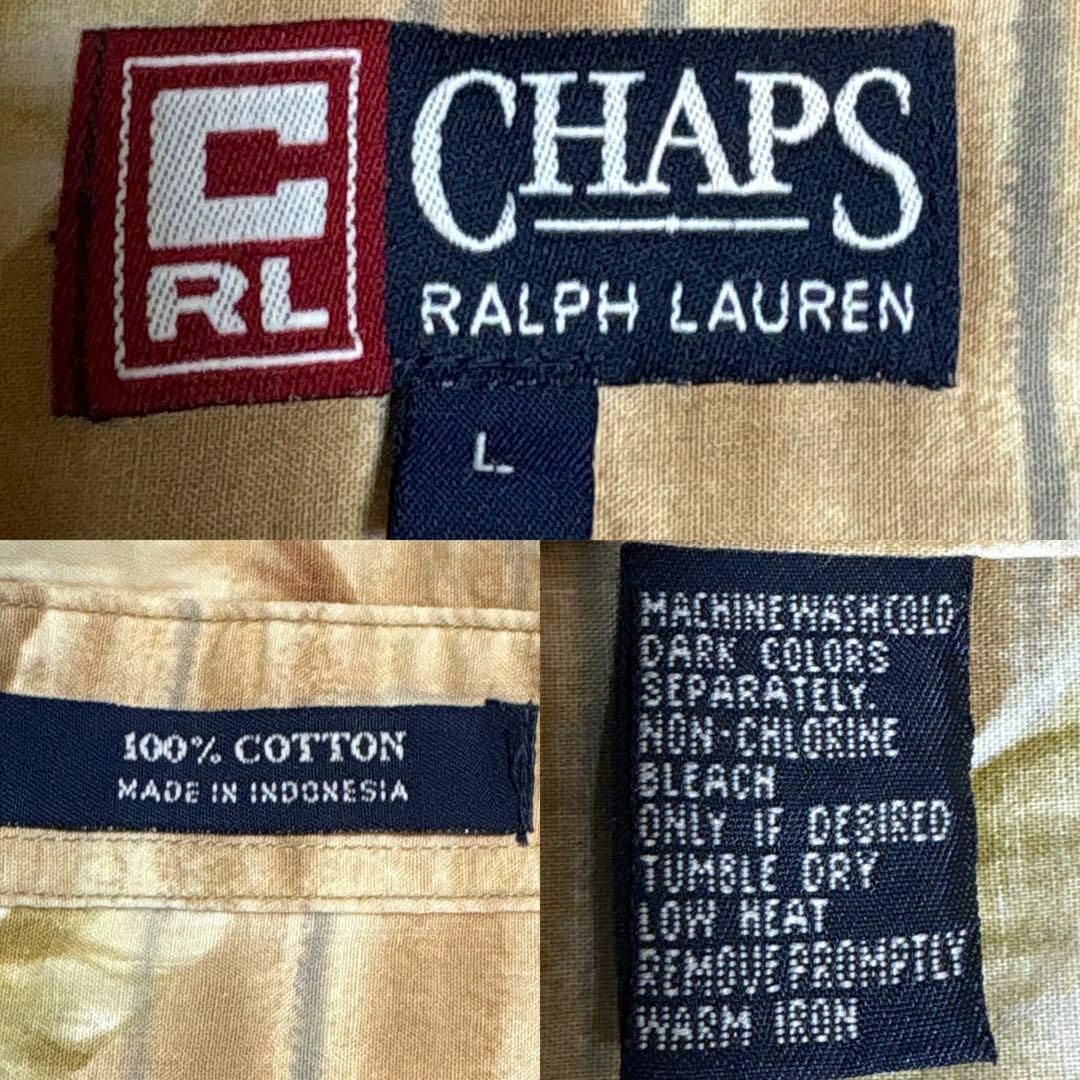 C
RL
CHAPS
RALPH LAUREN
L
100% COTTON
MADE IN INDONESIA
MACHINE WASH COLD
DARK COLORS
SEPARATELY.
NON-CHLORINE
BLEACH
ONLY IF DESIRED
TUMBLE DRY
LOW HEAT
REMOVE PROMPTLY
WARM IRON